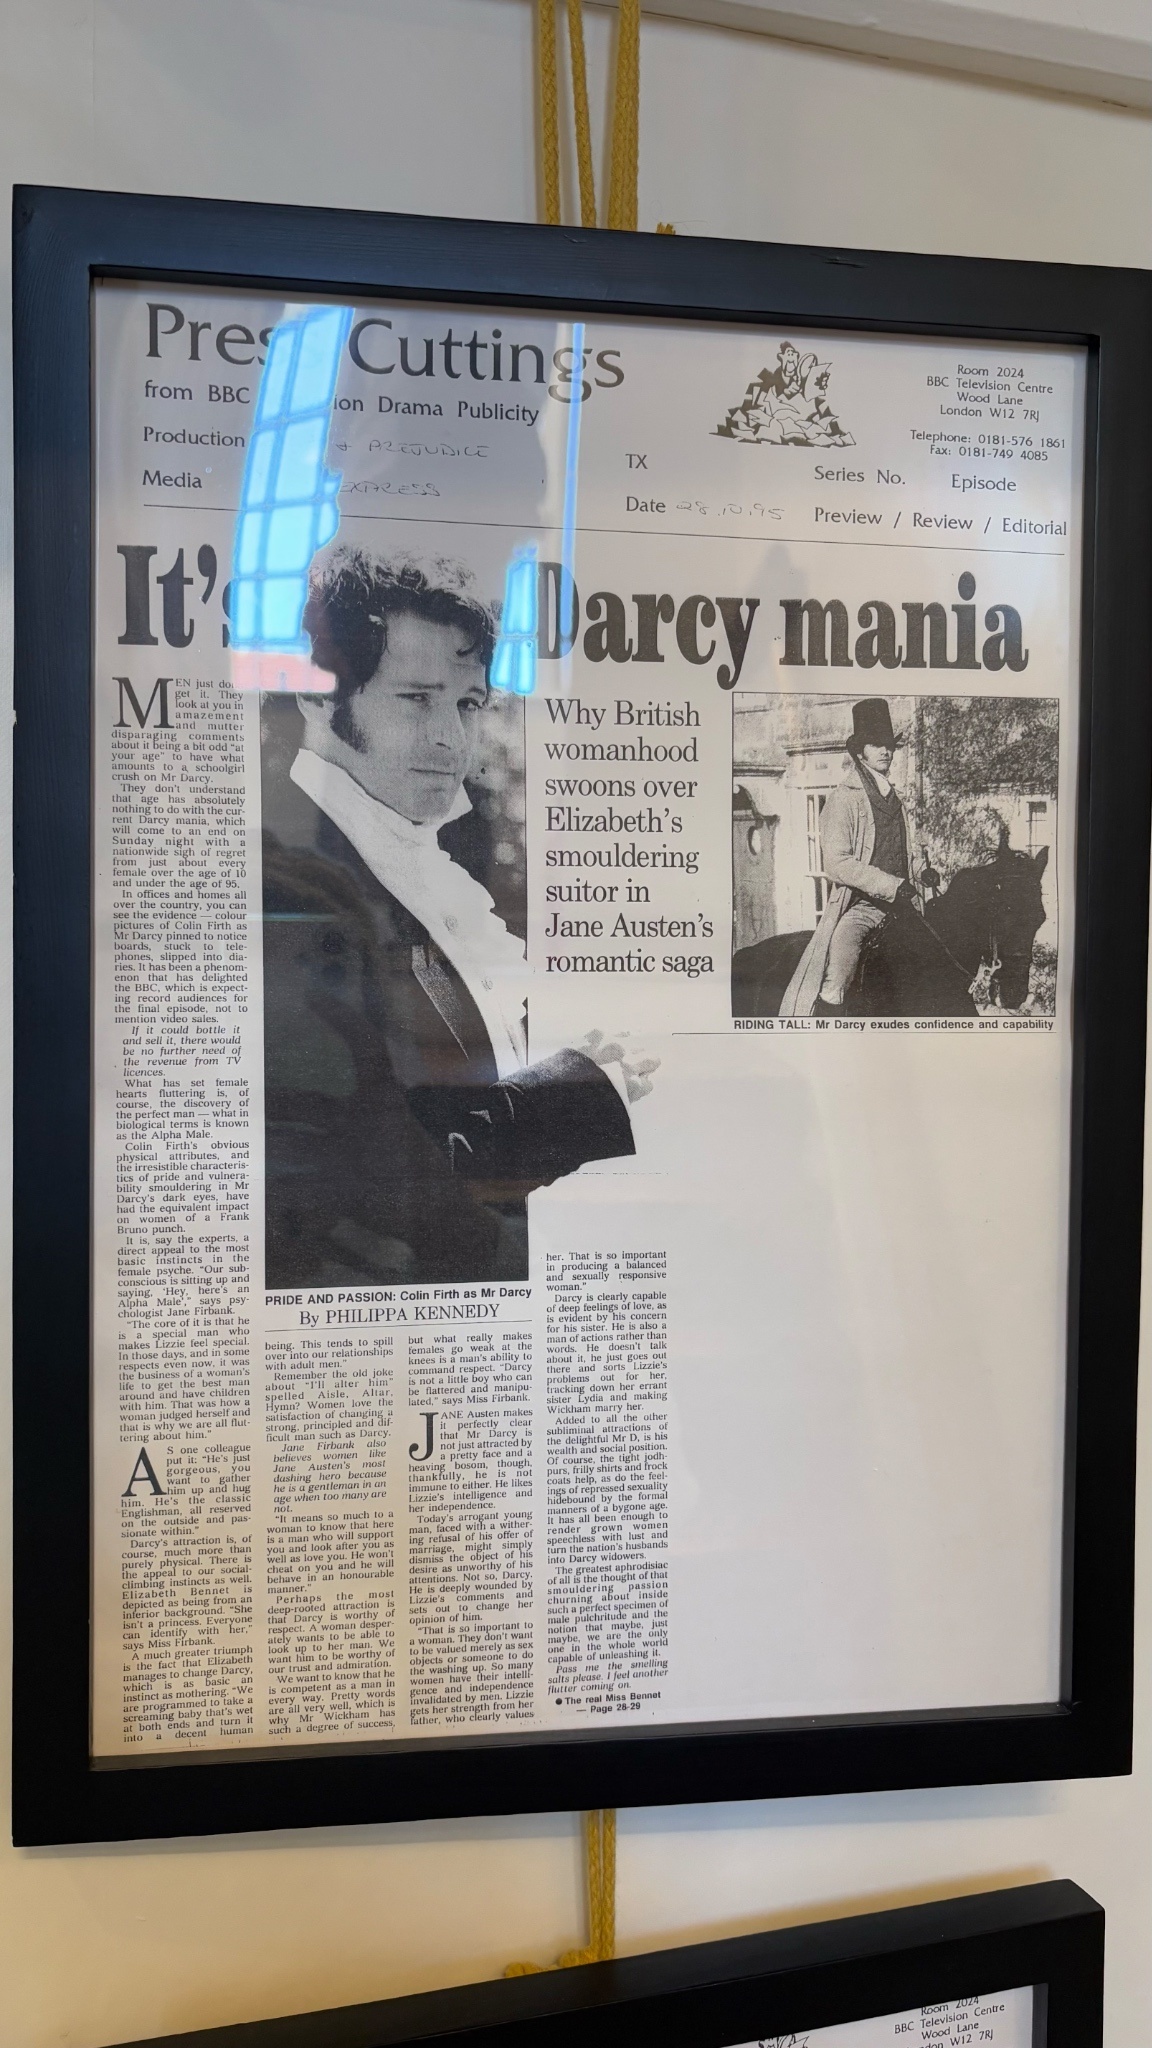 Press Cuttings
from BBC ion Drama Publicity
Production + PREJUDICE
Media EXPRESS
Room 2024
BBC Television Centre
Wood Lane
London W12 7RJ
Telephone: 0181-576 1861
Fax: 0181-749 4085
TX
Series No. Episode
Date 28.10.95
Preview / Review / Editorial
It's Darcy mania
MEN just don't
get it. They
look at you in
amazement
and mutter
disparaging comments
about it being a bit odd "at
your age" to have what
amounts to a schoolgirl
crush on Mr Darcy.
They don't understand
that age has absolutely
nothing to do with the cur-
rent Darcy mania, which
will come to an end on
Sunday night with a
nationwide sigh of regret
from just about every
female over the age of 10
and under the age of 95.
In offices and homes all
over the country, you can
see the evidence — colour
pictures of Colin Firth as
Mr Darcy pinned to notice
boards, stuck to tele-
phones, slipped into dia-
ries. It has been a phenom-
enon that has delighted
the BBC, which is expect-
ing record audiences for
the final episode, not to
mention video sales.
If it could bottle it
and sell it, there would
be no further need of
the revenue from TV
licences.
What has set female
hearts fluttering is, of
course, the discovery of
the perfect man — what in
biological terms is known
as the Alpha Male.
Colin Firth's obvious
physical attributes, and
the irresistible characteris-
tics of pride and vulnera-
bility smouldering in Mr
Darcy's dark eyes, have
had the equivalent impact
on women of a Frank
Bruno punch.
It is, say the experts, a
direct appeal to the most
basic instincts in the
female psyche. "Our sub-
conscious is sitting up and
saying, 'Hey, here's an
Alpha Male'," says psy-
chologist Jane Firbank.
"The core of it is that he
is a special man who
makes Lizzie feel special.
In those days, and in some
respects even now, it was
the business of a woman's
life to get the best man
around and have children
with him. That was how a
woman judged herself and
that is why we are all flut-
tering about him."
AS one colleague
put it: "He's just
gorgeous, you
want to gather
him up and hug
him. He's the classic
Englishman, all reserved
on the outside and pas-
sionate within."
Darcy's attraction is, of
course, much more than
purely physical. There is
the appeal to our social-
climbing instincts as well.
Elizabeth Bennet is
depicted as being from an
inferior background. "She
isn't a princess. Everyone
can identify with her,"
says Miss Firbank.
A much greater triumph
is the fact that Elizabeth
manages to change Darcy,
which is as basic an
instinct as mothering. "We
are programmed to take a
screaming baby that's wet
at both ends and turn it
into a decent human
PRIDE AND PASSION: Colin Firth as Mr Darcy
By PHILIPPA KENNEDY
being. This tends to spill
over into our relationships
with adult men."
Remember the old joke
about "I'll alter him"
spelled Aisle, Altar,
Hymn? Women love the
satisfaction of changing a
strong, principled and dif-
ficult man such as Darcy.
Jane Firbank also
believes women like
Jane Austen's most
dashing hero because
he is a gentleman in an
age when too many are
not.
"It means so much to a
woman to know that here
is a man who will support
you and look after you as
well as love you. He won't
cheat on you and he will
behave in an honourable
manner."
Perhaps the most
deep-rooted attraction is
that Darcy is worthy of
respect. A woman desper-
ately wants to be able to
look up to her man. We
want him to be worthy of
our trust and admiration.
We want to know that he
is competent as a man in
every way. Pretty words
are all very well, which is
why Mr Wickham has
such a degree of success,
but what really makes
females go weak at the
knees is a man's ability to
command respect. "Darcy
is not a little boy who can
be flattered and manipu-
lated," says Miss Firbank.
JANE Austen makes
it perfectly clear
that Mr Darcy is
not just attracted by
a pretty face and a
heaving bosom, though,
thankfully, he is not
immune to either. He likes
Lizzie's intelligence and
her independence.
Today's arrogant young
man, faced with a wither-
ing refusal of his offer of
marriage, might simply
dismiss the object of his
desire as unworthy of his
attentions. Not so, Darcy.
He is deeply wounded by
Lizzie's comments and
sets out to change her
opinion of him.
"That is so important to
a woman. They don't want
to be valued merely as sex
objects or someone to do
the washing up. So many
women have their intelli-
gence and independence
invalidated by men. Lizzie
gets her strength from her
father, who clearly values
her. That is so important
in producing a balanced
and sexually responsive
woman."
Darcy is clearly capable
of deep feelings of love, as
is evident by his concern
for his sister. He is also a
man of actions rather than
words. He doesn't talk
about it, he just goes out
there and sorts Lizzie's
problems out for her,
tracking down her errant
sister Lydia and making
Wickham marry her.
Added to all the other
subliminal attractions of
the delightful Mr D, is his
wealth and social position.
Of course, the tight jodh-
purs, frilly shirts and frock
coats help, as do the feel-
ings of repressed sexuality
hidebound by the formal
manners of a bygone age.
It has all been enough to
render grown women
speechless with lust and
turn the nation's husbands
into Darcy widowers.
The greatest aphrodisiac
of all is the thought of that
smouldering passion
churning about inside
such a perfect specimen of
male pulchritude and the
notion that maybe, just
maybe, we are the only
one in the whole world
capable of unleashing it.
Pass me the smelling
salts please. I feel another
flutter coming on.
● The real Miss Bennet
— Page 28-29
Why British
womanhood
swoons over
Elizabeth's
smouldering
suitor in
Jane Austen's
romantic saga
RIDING TALL: Mr Darcy exudes confidence and capability
Room 2024
BBC Television Centre
Wood Lane
don W12 7RJ